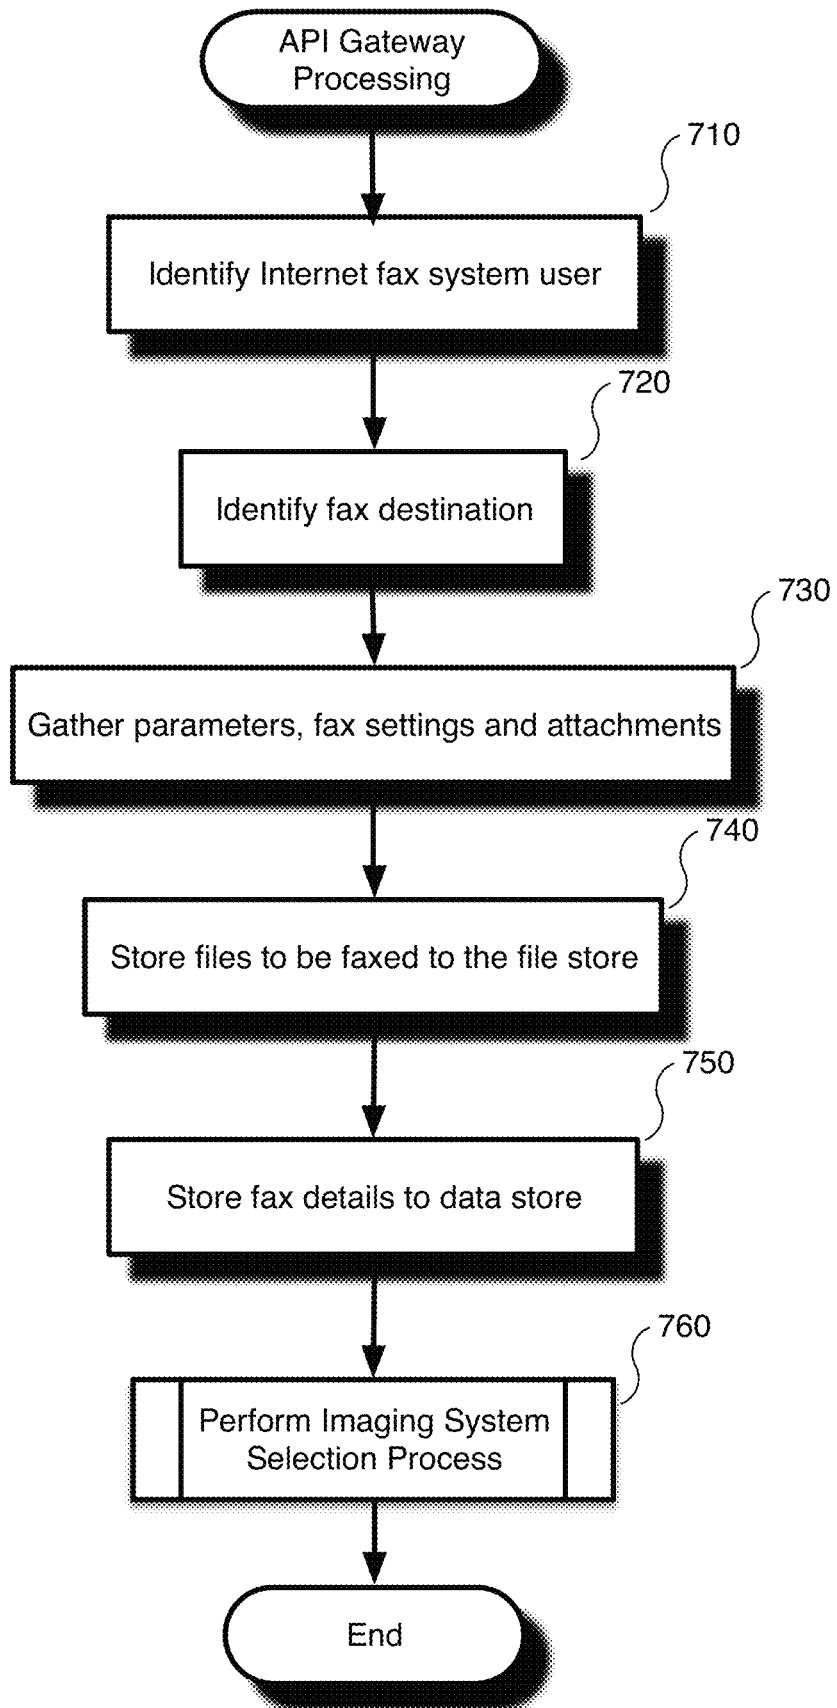 API Gateway
Processing
710
Identify Internet fax system user
720
Identify fax destination
730
Gather parameters, fax settings and attachments
740
Store files to be faxed to the file store
750
Store fax details to data store
760
Perform Imaging System
Selection Process
End